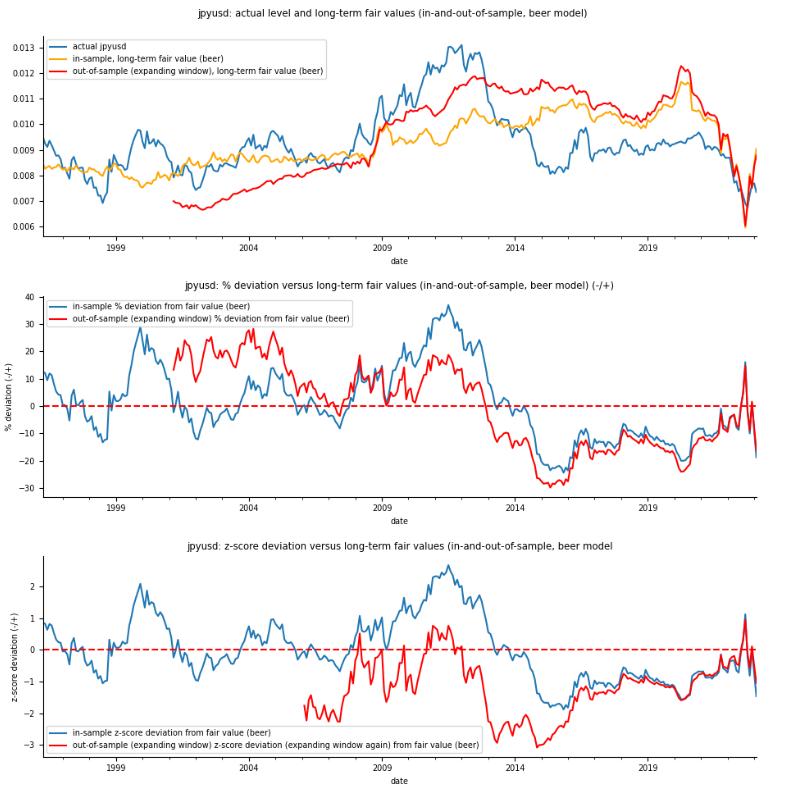 jpyusd: actual level and long-term fair values (in-and-out-of-sample, beer model)
0.013
0.012
0.011
0.010
0.009
0.008
0.007
0.006
actual jpyusd
in-sample, long-term fair value (beer)
out-of-sample (expanding window), long-term fair value (beer)
1999
2004
2009
2014
2019
date
jpyusd: % deviation versus long-term fair values (in-and-out-of-sample, beer model) (-/+)
% deviation (-/+)
40
30
20
10
0
−10
−20
−30
in-sample % deviation from fair value (beer)
out-of-sample (expanding window) % deviation from fair value (beer)
1999
2004
2009
2014
2019
date
jpyusd: z-score deviation versus long-term fair values (in-and-out-of-sample, beer model
z-score deviation (-/+)
2
1
0
−1
−2
−3
in-sample z-score deviation from fair value (beer)
out-of-sample (expanding window) z-score deviation (expanding window again) from fair value (beer)
1999
2004
2009
2014
2019
date